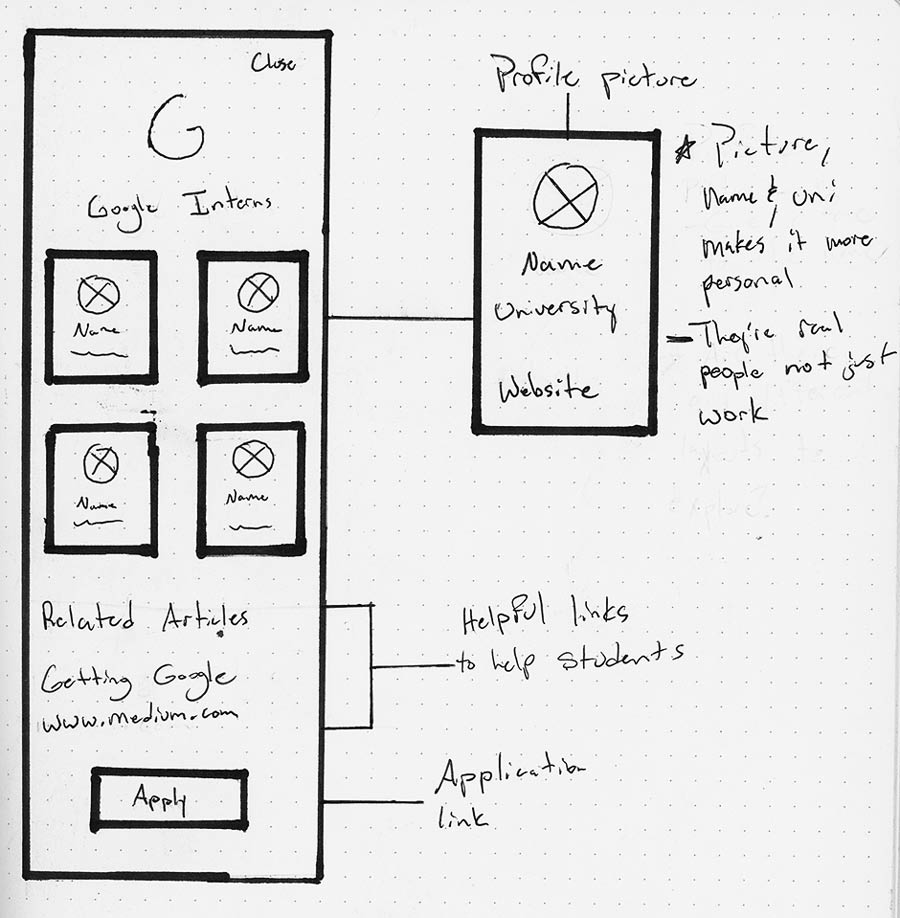 Close
G
Google Interns
Name
Name
Name
Name
Related Articles
Getting Google
www.medium.com
Apply
Profile picture
Name
University
Website
Picture,
Name & Uni
makes it more
personal
They're real
people not just
work
Helpful links
to help students
Application
link